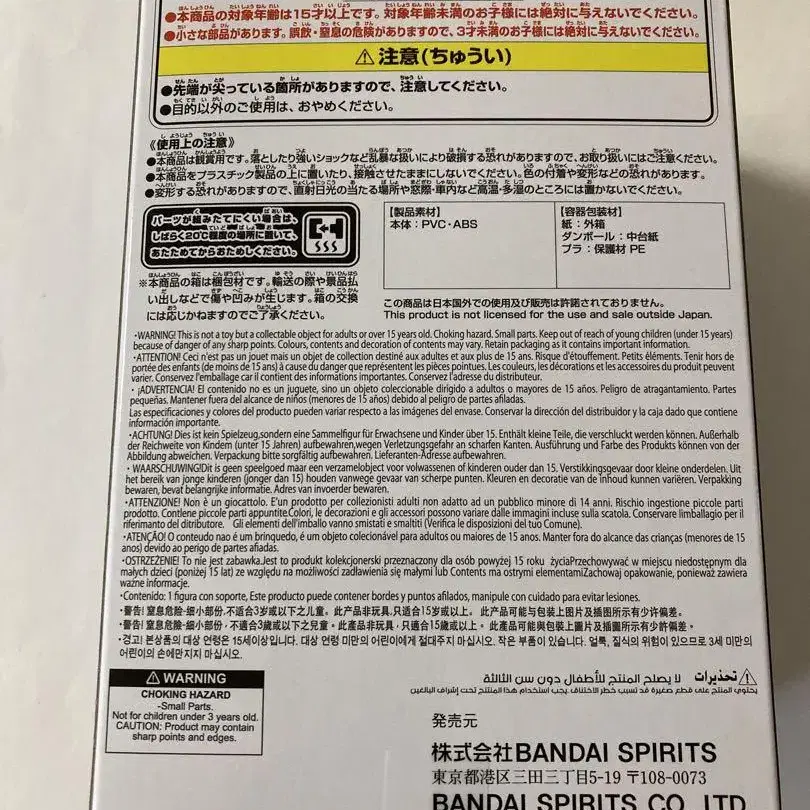 ●本商品の対象年齢は15才以上です。対象年齢未満のお子様には絶対に与えないでください。
●小さな部品があります。誤飲・窒息の危険がありますので、3才未満のお子様には絶対に与えないでください。
⚠注意(ちゅうい)
●先端が尖っている箇所がありますので、注意してください。
●目的以外のご使用は、おやめください。
《使用上の注意》
●本商品は観賞用です。落としたり強いショックなど乱暴な扱いにより破損する恐れがありますので、お取り扱いにはご注意ください。
●本商品をプラスチック製品の上に置いたり、接触させたままにしないでください。色の付着や変形などの恐れがあります。
●変形する恐れがありますので、直射日光の当たる場所や窓際・車内など高温・多湿のところには置かないでください。
パーツが組みたてにくい場合は、
しばらく20℃程度の場所に置いて、
あたためてからおためしください。
【製品素材】
本体：PVC・ABS
【容器包装材】
紙：外箱
ダンボール：中台紙
プラ：保護材 PE
※本商品の箱は梱包材です。輸送の際や景品払
い出しなどで傷や凹みが生じます。箱の交換
には応じかねますのでご了承ください。
この商品は日本国外での使用及び販売は許諾されておりません。
This product is not licensed for the use and sale outside Japan.
・WARNING! This is not a toy but a collectable object for adults or over 15 years old. Choking hazard. Small parts. Keep out of reach of young children (under 15 years)
because of danger of any sharp points. Colours, contents and decoration of contents may vary. Retain packaging as it contains important information.
・ATTENTION! Ceci n'est pas un jouet mais un objet de collection destiné aux adultes et aux plus de 15 ans. Risque d'étouffement. Petits éléments. Tenir hors de
portée des enfants (de moins de 15 ans) à cause du danger que représentent les pièces pointues. Les couleurs, les décorations et les accessoires du produit peuvent
varier. Conservez l'emballage car il contient des informations importantes. Conservez l'adresse du distributeur.
・¡ADVERTENCIA! El contenido no es un juguete, sino un objeto coleccionable dirigido a adultos o mayores de 15 años. Peligro de atragantamiento. Partes
pequeñas. Mantener fuera del alcance de niños (menores de 15 años) debido al peligro de partes afiladas.
Las especificaciones y colores del producto pueden variar respecto a las imágenes del envase. Conservar la dirección del distribuidor y la caja dado que contiene
información importante.
・ACHTUNG! Dies ist kein Spielzeug,sondern eine Sammelfigur für Erwachsene und Kinder über 15. Enthält kleine Teile, die verschluckt werden können. Außerhalb
der Reichweite von Kindern (unter 15 Jahren) aufbewahren,wegen Verletzungsgefahr an scharfen Kanten. Ausführung und Farbe des Produkts können von der
Abbildung abweichen. Verpackung bitte sorgfältig aufbewahren. Lieferanten-Adresse aufbewahren.
・WAARSCHUWING!Dit is geen speelgoed maar een verzamelobject voor volwassenen of kinderen ouder dan 15. Verstikkingsgevaar door kleine onderdelen. Uit
het bereik van jonge kinderen (jonger dan 15) houden vanwege gevaar van scherpe punten. Kleuren en decoratie van de inhoud kunnen variëren. Verpakking
bewaren, bevat belangrijke informatie. Adres van invoerder bewaren.
・ATTENZIONE! Non è un giocattolo. E'un prodotto per collezionisti adulti non adatto ad un pubblico minore di 14 anni. Rischio ingestione piccole parti
prodotto. Contiene piccole parti appuntite.Colori, le decorazioni e gli accessori possono variare dalle immagini incluse sulla scatola. Conservare limballagio per il
riferimanto del ditributore. Gli elementi dell'imballo vanno smistati e smaltiti (Verifica le disposizioni del tuo Comune).
・ATENÇÃO! O conteudo nao é um brinquedo, é um objeto colecionável para adultos ou maiores de 15 anos. Manter fora do alcance das crianças (menores de 15
anos) devido ao perigo de partes afiadas.
・OSTRZEŻENIE! To nie jest zabawka.Jest to produkt kolekcjonerski przeznaczony dla osób powyżej 15 roku życiaPrzechowywać w miejscu niedostępnym dla
małych dzieci (poniżej 15 lat) ze względu na możliwości zadławienia się małymi lub Contents ma ostrymi elementamiZachowaj opakowanie, ponieważ zawiera
ważne informacje.
・Contenido: 1 figura con soporte, Este producto puede contener bordes y puntos afilados, manipule con cuidado para evitar lesiones.
・警告! 窒息危险-细小部份.不适合3岁或以下之儿童。此产品非玩具.只适合15岁或以上。此产品可能与包装上图片及插图所示有少许偏差。
・警告! 窒息危險-細小部份，不適合3歲或以下之兒童。此產品非玩具，只適合15歲或以上。此產品可能與包裝上圖片及插圖所示有少許偏差。
・경고! 본상품의 대상 연령은 15세이상입니다. 대상 연령 미만의 어린이에게 절대주지 마십시오. 작은 부품이 있습니다. 얼룩, 질식의 위험이 있으므로 3세 미만의
어린이의 손에만지지 마십시오.
⚠ WARNING
CHOKING HAZARD
-Small Parts.
Not for children under 3 years old.
CAUTION: Product may contain
sharp points and edges.
⚠تحذيرات لا يصلح المنتج للأطفال دون سن الثالثة
يحتوي المنتج على قطع صغيرة قد تسبب خطر الاختناق. يجب استخدام هذا المنتج تحت إشراف البالغين
発売元
株式会社BANDAI SPIRITS
東京都港区三田三丁目5-19 〒108-0073
BANDAI SPIRITS CO.,LTD.